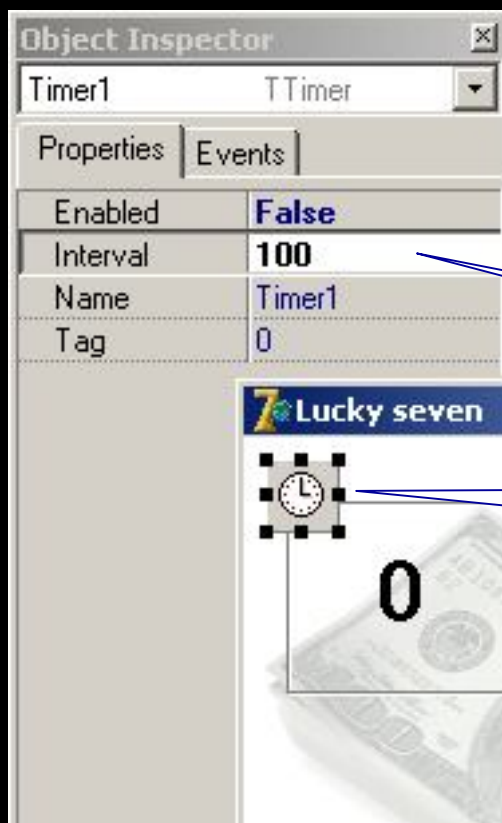 Object Inspector
Timer1 TTimer
Properties Events
Enabled False
Interval 100
Name Timer1
Tag 0
Lucky seven
0